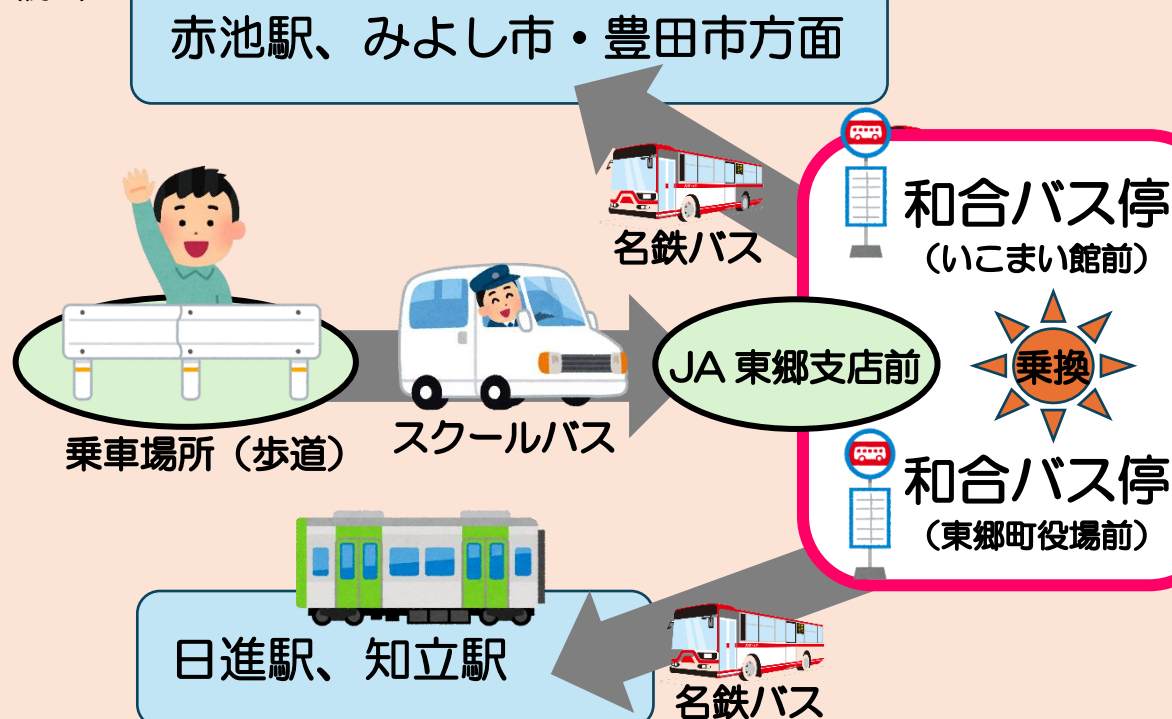 赤池駅、みよし市・豊田市方面
名鉄バス
和合バス停
（いこまい館前）
乗換
JA 東郷支店前
スクールバス
乗車場所（歩道）
和合バス停
（東郷町役場前）
日進駅、知立駅
名鉄バス